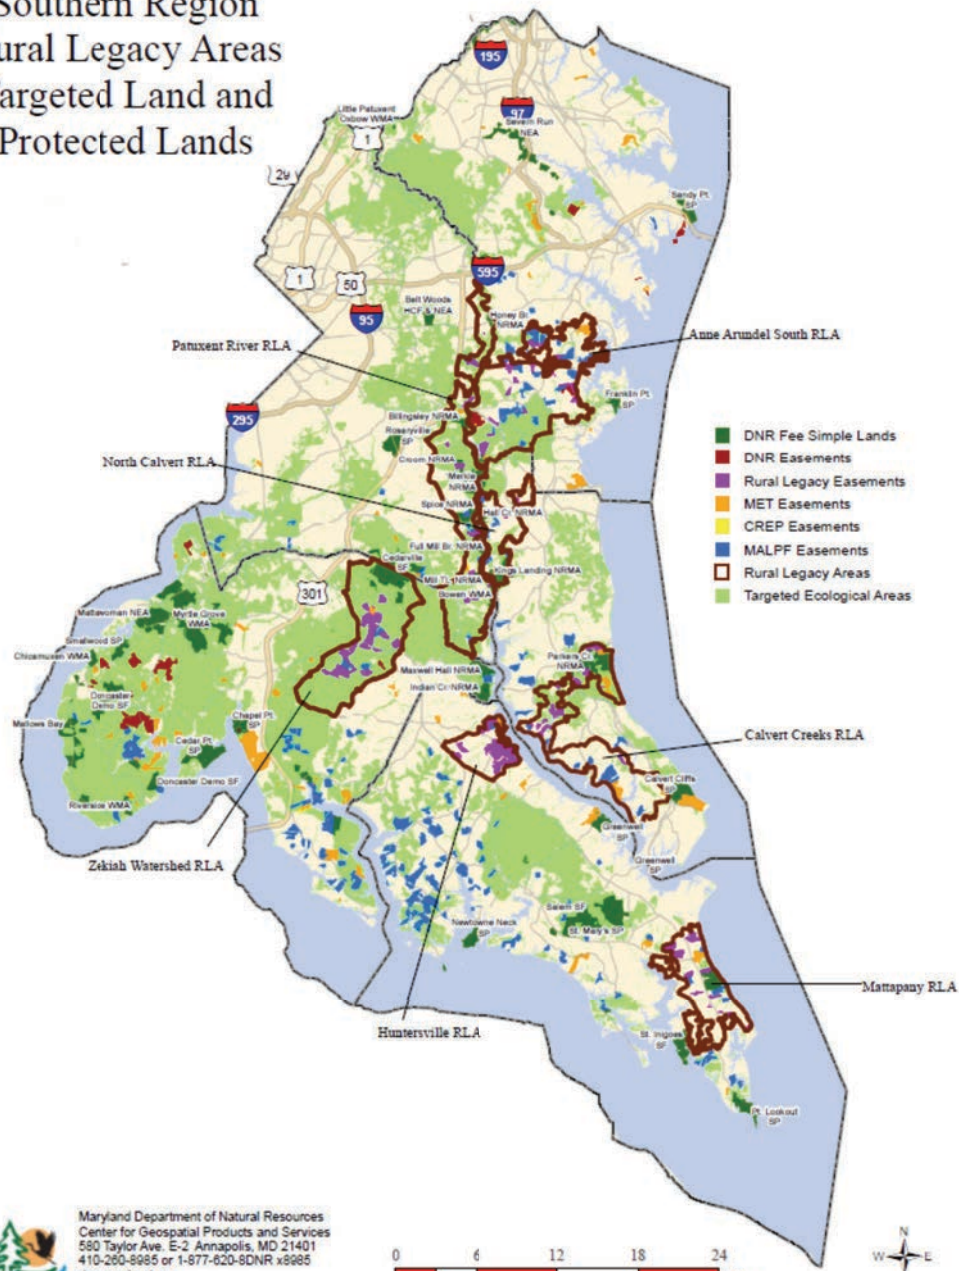 Southern Region
ural Legacy Areas
argeted Land and
Protected Lands
195
97
Severn Run
NEA
Little Patuxent
Oxbow WMA
1
29
Sandy Pt.
SP
595
1
50
95
Belt Woods
HCF & NEA
Honey Br.
NRMA
Patuxent River RLA
Anne Arundel South RLA
Franklin Pt.
SP
295
Billingsley NRMA
Rosaryville
SP
Croom NRMA
North Calvert RLA
Merkle
NRMA
Spice NRMA
Hall Cr. NRMA
Full Mill Br. NRMA
Cedarville
SF
Kings Landing NRMA
Mill TL. NRMA
Bowen WMA
301
DNR Fee Simple Lands
DNR Easements
Rural Legacy Easements
MET Easements
CREP Easements
MALPF Easements
Rural Legacy Areas
Targeted Ecological Areas
Mattawoman NEA
Myrtle Grove
WMA
Smallwood SP
Chicamuxen WMA
Parkers Cr.
NRMA
Maxwell Hall NRMA
Indian Cr. NRMA
Doncaster
Demo SF
Mallows Bay
Chapel Pt.
SP
Cedar Pt.
SP
Calvert Creeks RLA
Doncaster Demo SF
Calvert Cliffs
SP
Riverside WMA
Greenwell
SP
Greenwell
SP
Zekiah Watershed RLA
Salem SF
St. Mary's SP
Newtowne Neck
SP
Mattapany RLA
Huntersville RLA
St. Inigoes
SF
Pt. Lookout
SP
Maryland Department of Natural Resources
Center for Geospatial Products and Services
580 Taylor Ave. E-2 Annapolis, MD 21401
410-260-8985 or 1-877-620-8DNR x8985
0 6 12 18 24
N
W E